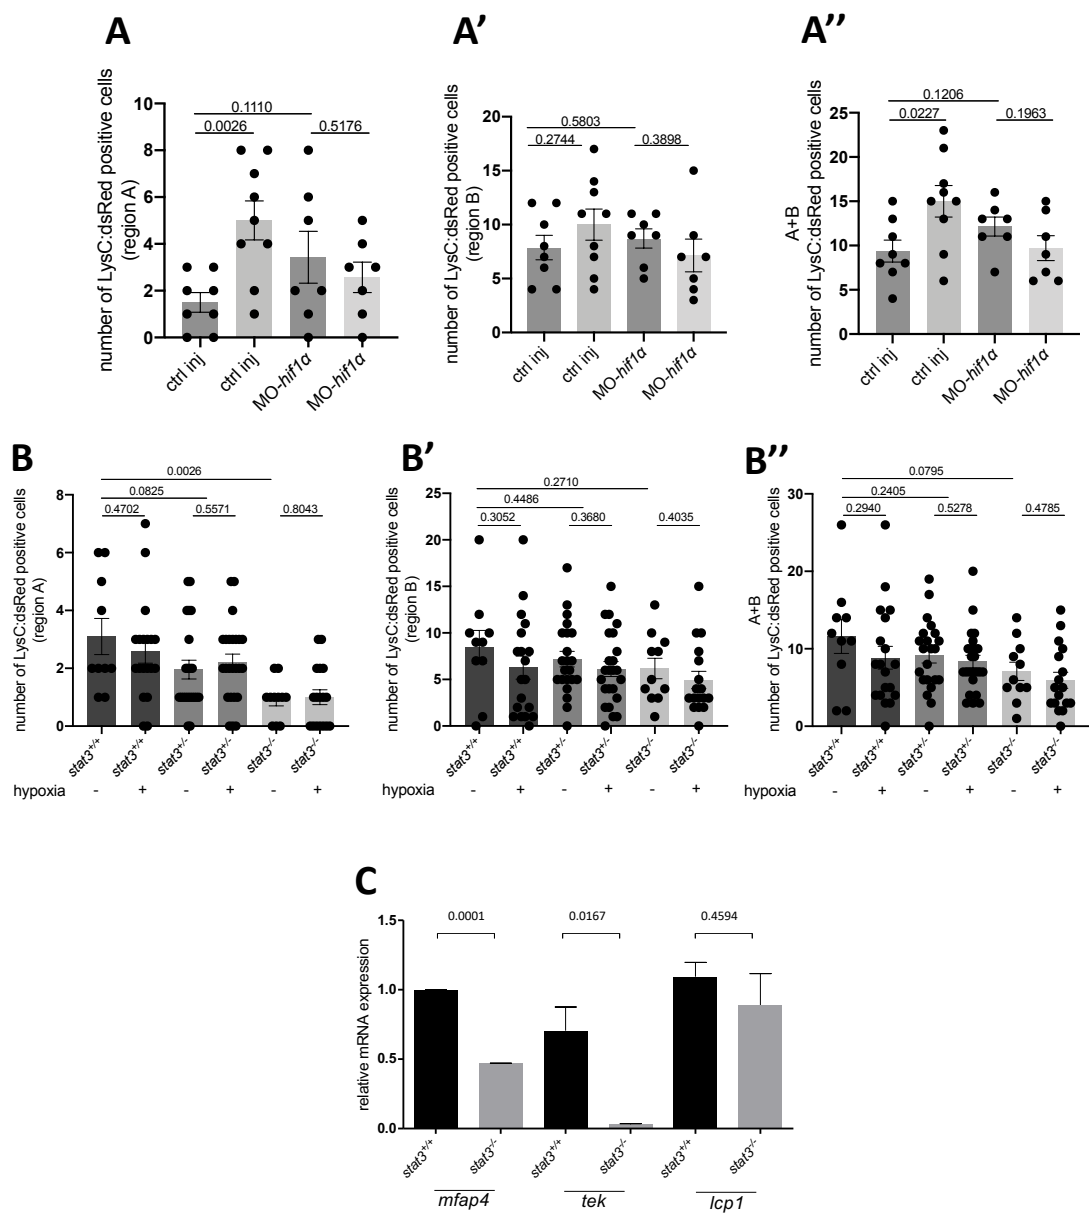 A
number of LysC:dsRed positive cells
(region A)
10
8
6
4
2
0
0.1110
0.0026
0.5176
ctrl inj
ctrl inj
MO-hif1α
MO-hif1α
A'
number of LysC:dsRed positive cells
(region B)
20
15
10
5
0
0.5803
0.2744
0.3898
ctrl inj
ctrl inj
MO-hif1α
MO-hif1α
A''
A+B
number of LysC:dsRed positive cells
25
20
15
10
5
0
0.1206
0.0227
0.1963
ctrl inj
ctrl inj
MO-hif1α
MO-hif1α
B
number of LysC:dsRed positive cells
(region A)
8
6
4
2
0
0.0026
0.0825
0.4702
0.5571
0.8043
stat3+/+
stat3+/+
stat3+/-
stat3+/-
stat3-/-
stat3-/-
hypoxia - + - + - +
B'
number of LysC:dsRed positive cells
(region B)
25
20
15
10
5
0
0.2710
0.4486
0.3052
0.3680
0.4035
stat3+/+
stat3+/+
stat3+/-
stat3+/-
stat3-/-
stat3-/-
hypoxia - + - + - +
B''
A+B
number of LysC:dsRed positive cells
30
20
10
0
0.0795
0.2405
0.2940
0.5278
0.4785
stat3+/+
stat3+/+
stat3+/-
stat3+/-
stat3-/-
stat3-/-
hypoxia - + - + - +
C
relative mRNA expression
1.5
1.0
0.5
0.0
0.0001
0.0167
0.4594
stat3+/+
stat3-/-
stat3+/+
stat3-/-
stat3+/+
stat3-/-
mfap4
tek
lcp1